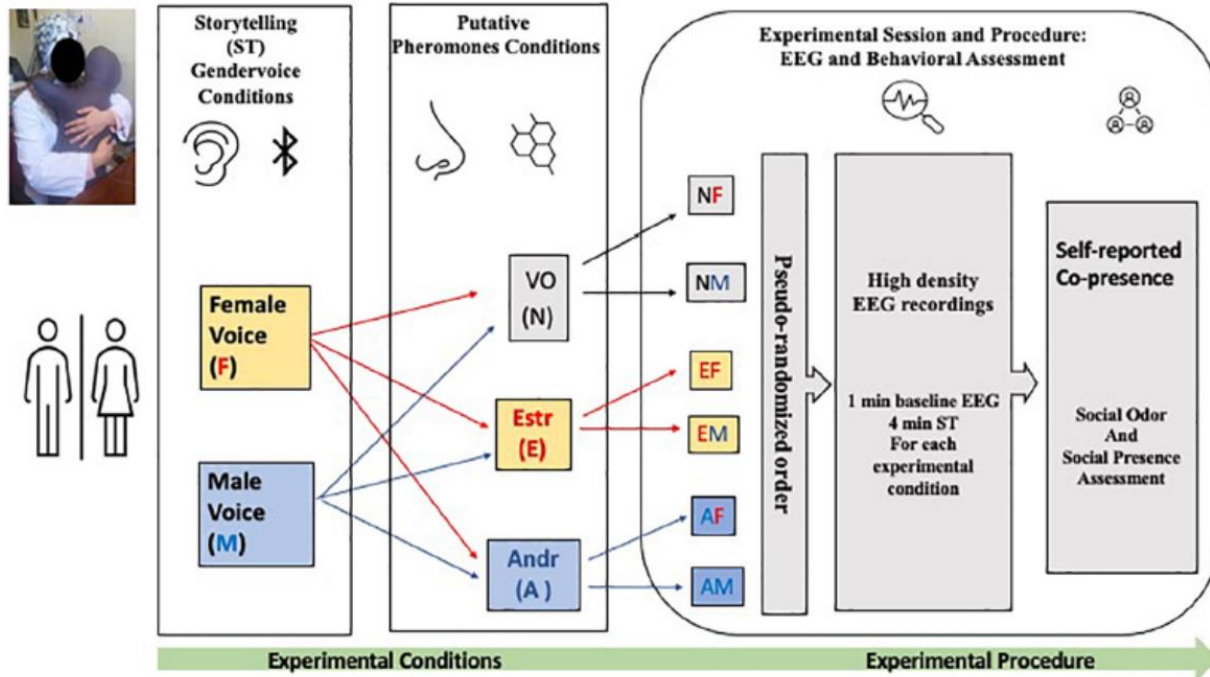 Storytelling
(ST)
Gendervoice
Conditions
Female
Voice
(F)
Male
Voice
(M)
Putative
Pheromones Conditions
VO
(N)
Estr
(E)
Andr
(A )
Experimental Session and Procedure:
EEG and Behavioral Assessment
NF
NM
EF
EM
AF
AM
Pseudo-randomized order
High density
EEG recordings
1 min baseline EEG
4 min ST
For each
experimental
condition
Self-reported
Co-presence
Social Odor
And
Social Presence
Assessment
Experimental Conditions
Experimental Procedure